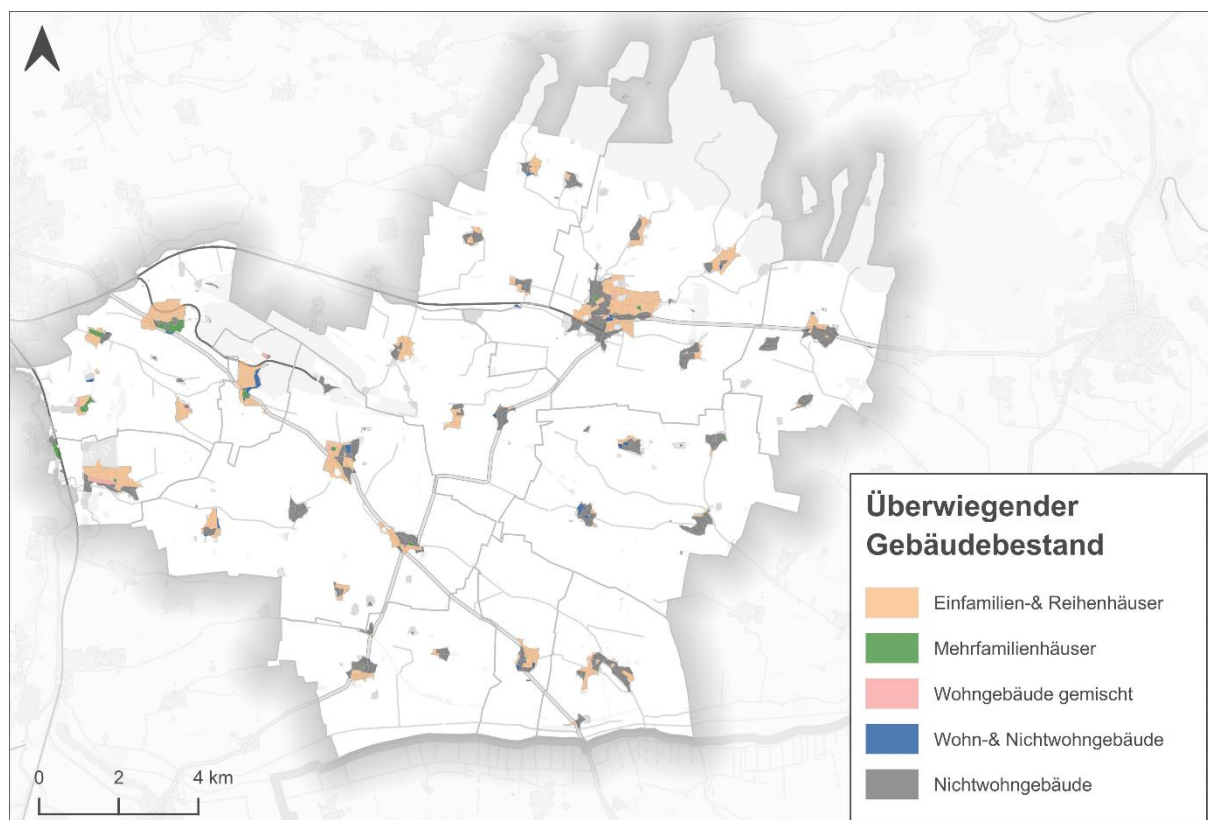 Überwiegender
Gebäudebestand
Einfamilien-& Reihenhäuser
Mehrfamilienhäuser
Wohngebäude gemischt
Wohn-& Nichtwohngebäude
Nichtwohngebäude
0 2 4 km